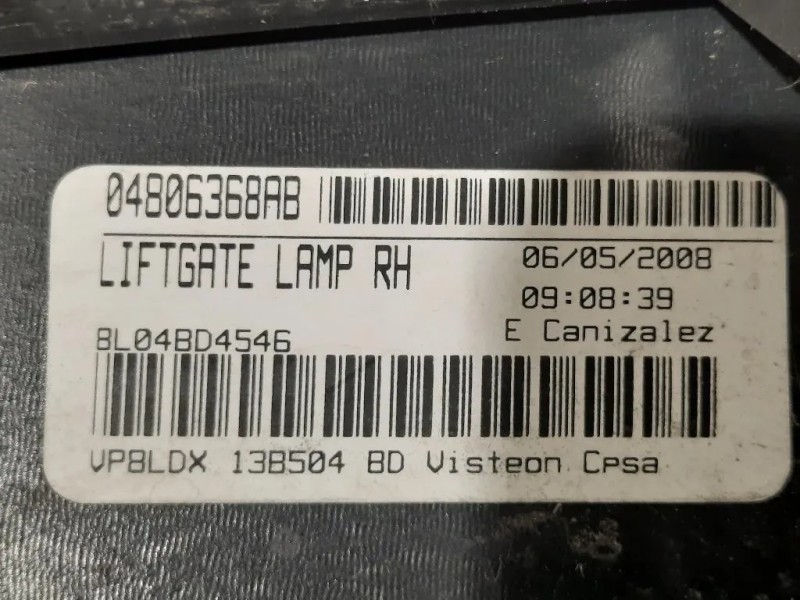 04806368AB
LIFTGATE LAMP RH
06/05/2008
09:08:39
E Canizalez
8L04BD4546
VP8LDX 13B504 BD Visteon Cpsa